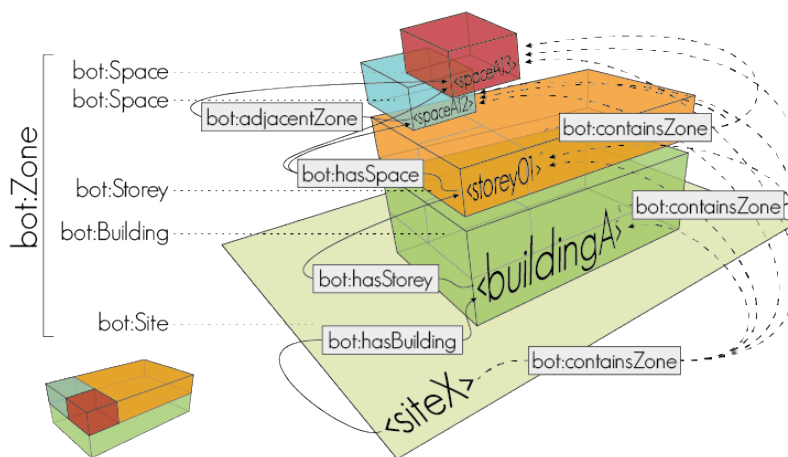 bot:Zone
bot:Space
bot:Space
bot:Storey
bot:Building
bot:Site
<spaceA13>
<spaceA12>
bot:adjacentZone
bot:containsZone
bot:hasSpace
<storey01>
bot:containsZone
<buildingA>
bot:hasStorey
bot:hasBuilding
bot:containsZone
<siteX>